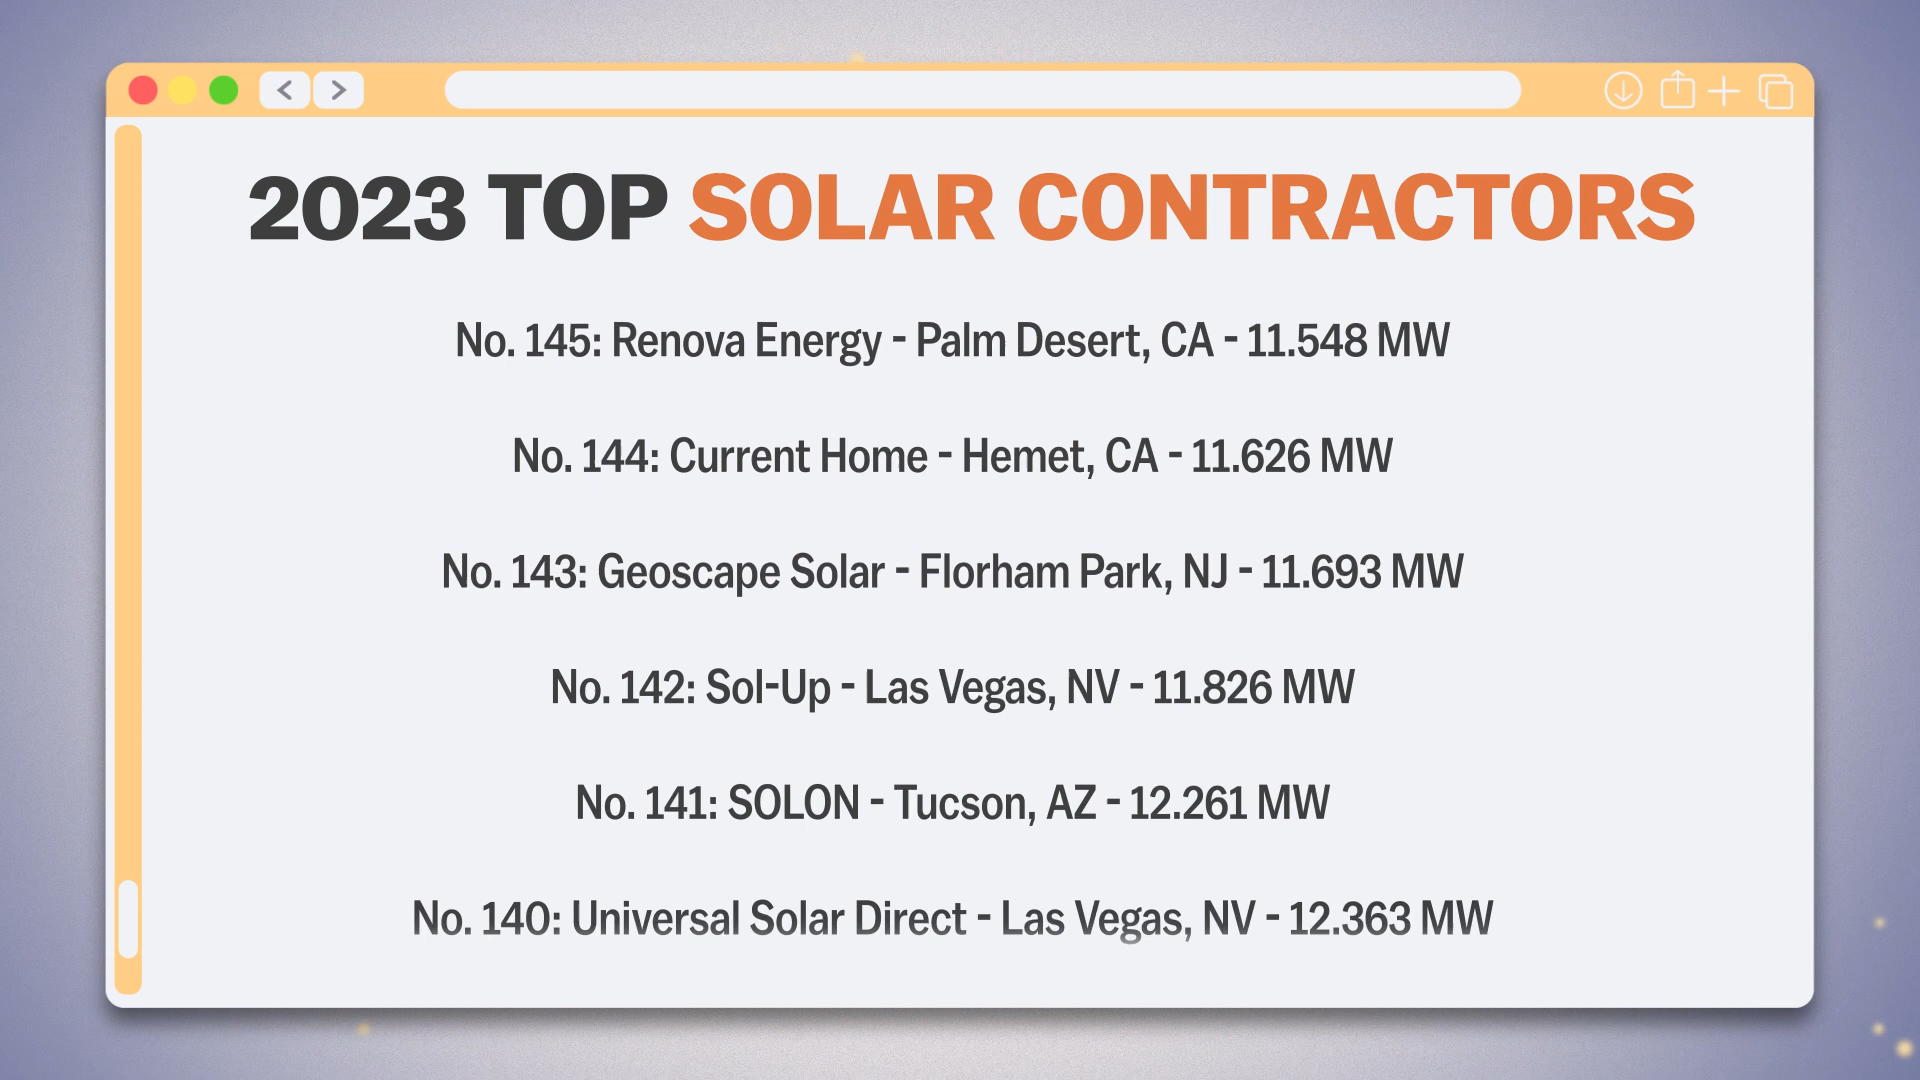 2023 TOP SOLAR CONTRACTORS
No. 145: Renova Energy - Palm Desert, CA - 11.548 MW
No. 144: Current Home - Hemet, CA - 11.626 MW
No. 143: Geoscape Solar - Florham Park, NJ - 11.693 MW
No. 142: Sol-Up - Las Vegas, NV - 11.826 MW
No. 141: SOLON - Tucson, AZ - 12.261 MW
No. 140: Universal Solar Direct - Las Vegas, NV - 12.363 MW